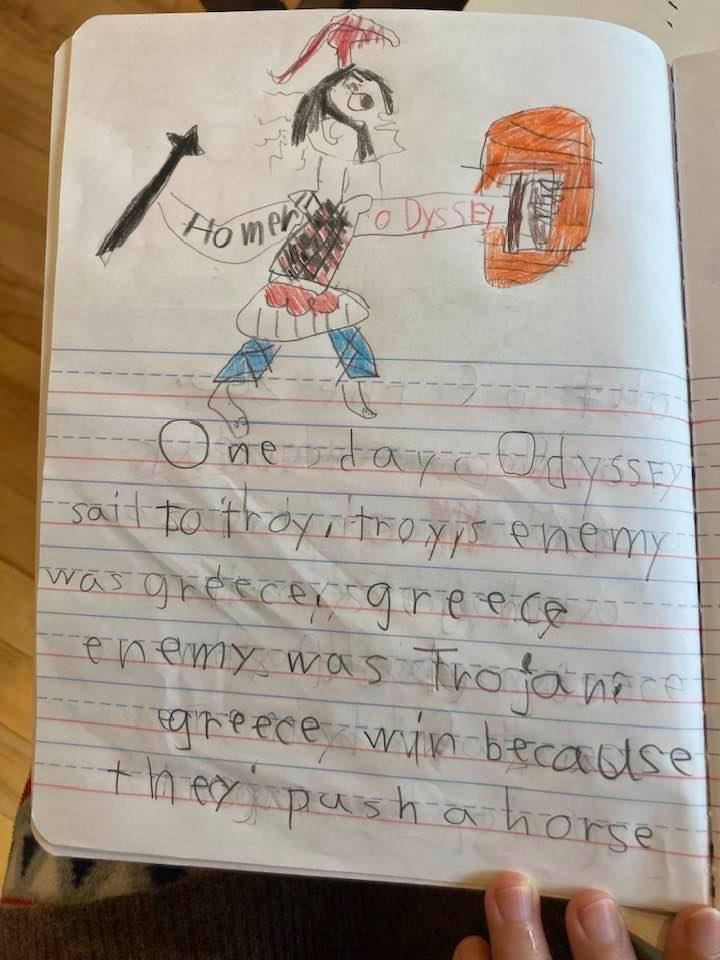 Homer
ODYSSEY
One day Odyssey
sail to troy, troy,s enemy
was greece, greece
enemy was Trojan,
greece win because
they push a horse